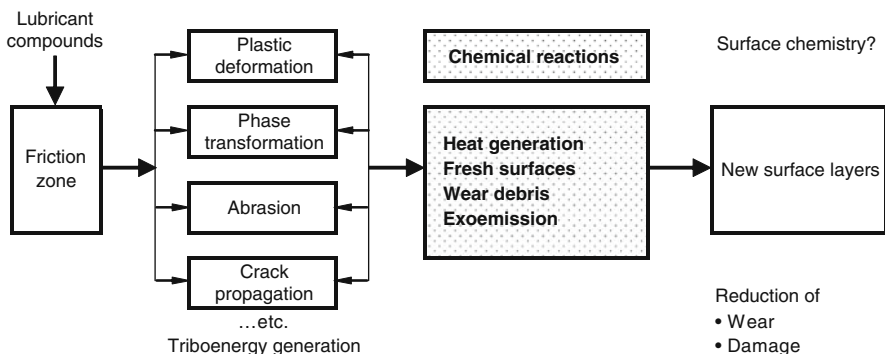 Lubricant
compounds
Friction
zone
Plastic
deformation
Phase
transformation
Abrasion
Crack
propagation
…etc.
Triboenergy generation
Chemical reactions
Heat generation
Fresh surfaces
Wear debris
Exoemission
Surface chemistry?
New surface layers
Reduction of
• Wear
• Damage